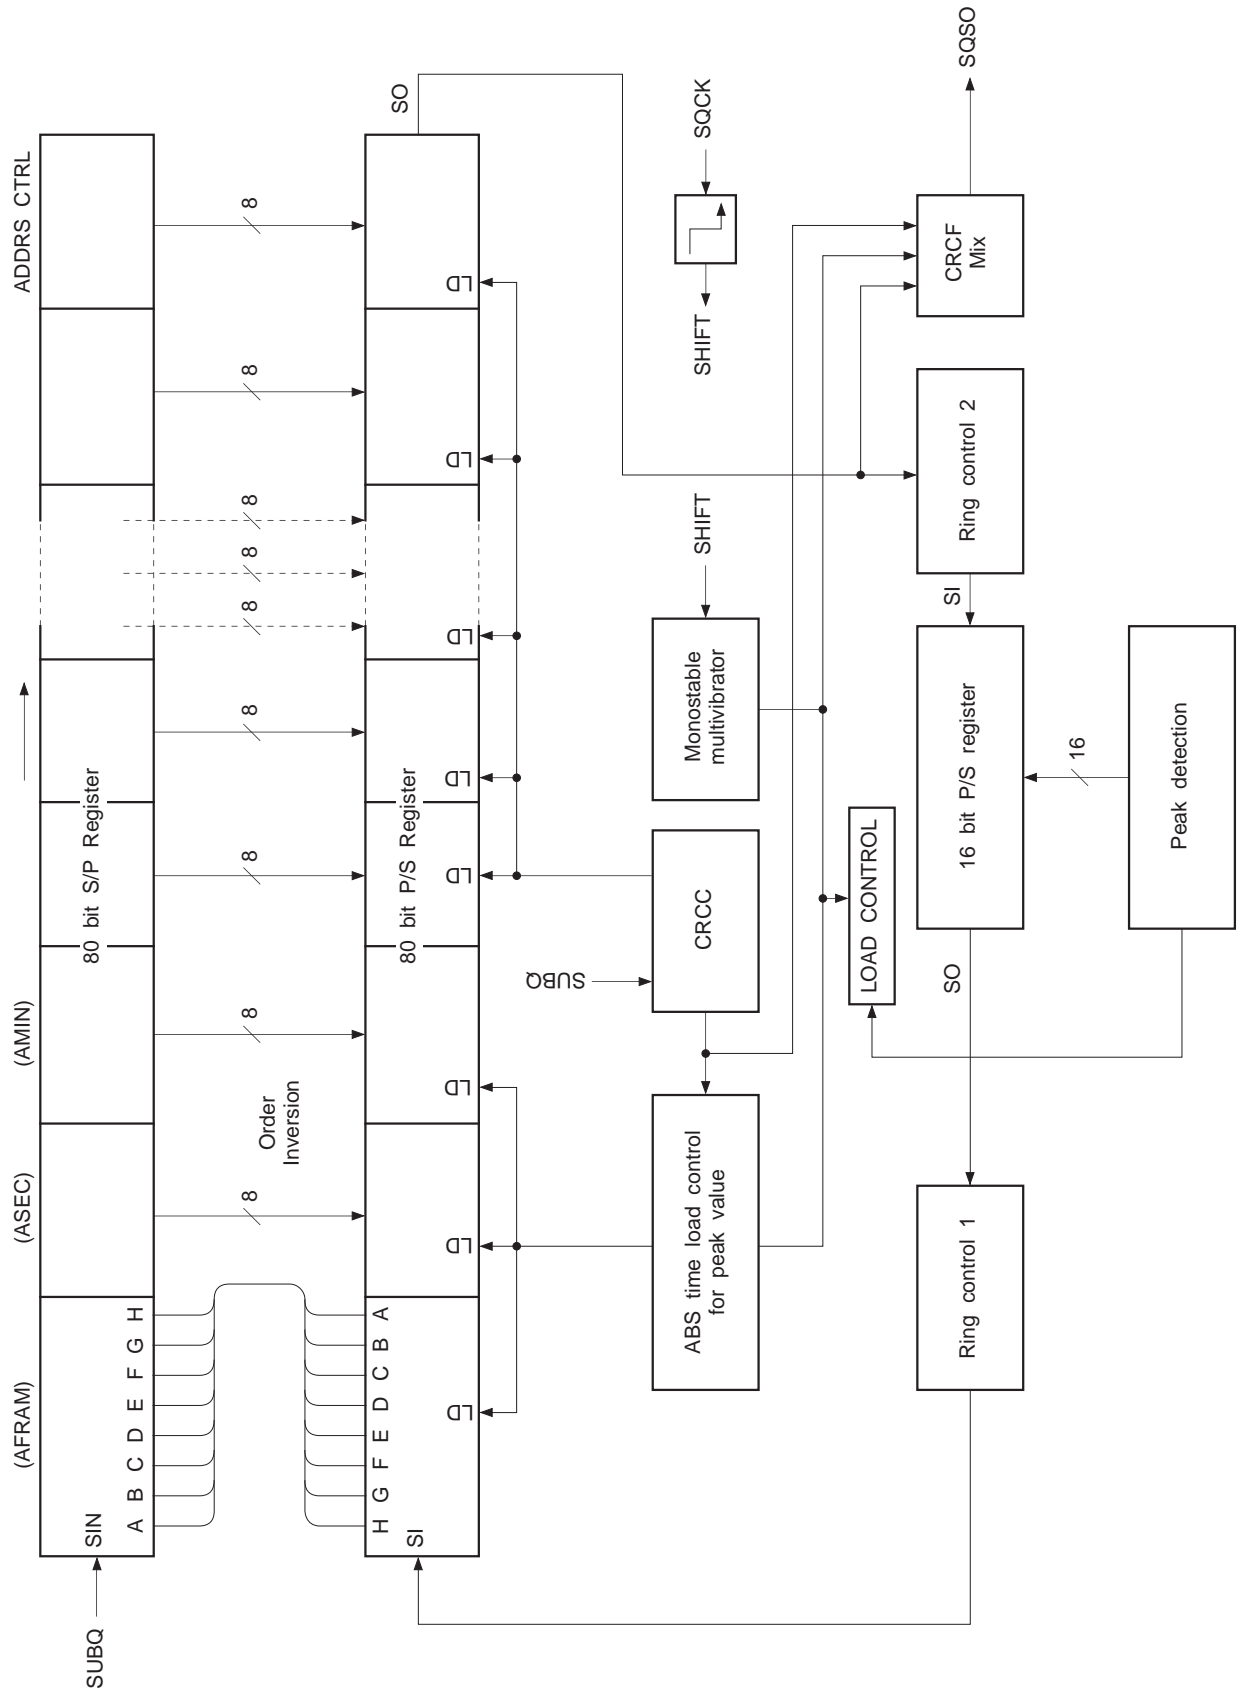 (AFRAM)
(ASEC)
(AMIN)
ADDRS CTRL
SUBQ
SIN
80 bit S/P Register
A B C D E F G H
Order
Inversion
8
8
8
8
8
8
8
8
8
H G F E D C B A
SI
80 bit P/S Register
SO
LD
LD
LD
LD
LD
LD
LD
LD
SUBQ
ABS time load control
for peak value
CRCC
Monostable
multivibrator
SHIFT
SHIFT
SQCK
LOAD CONTROL
Ring control 1
SO
16 bit P/S register
SI
Ring control 2
CRCF
Mix
SQSO
16
Peak detection